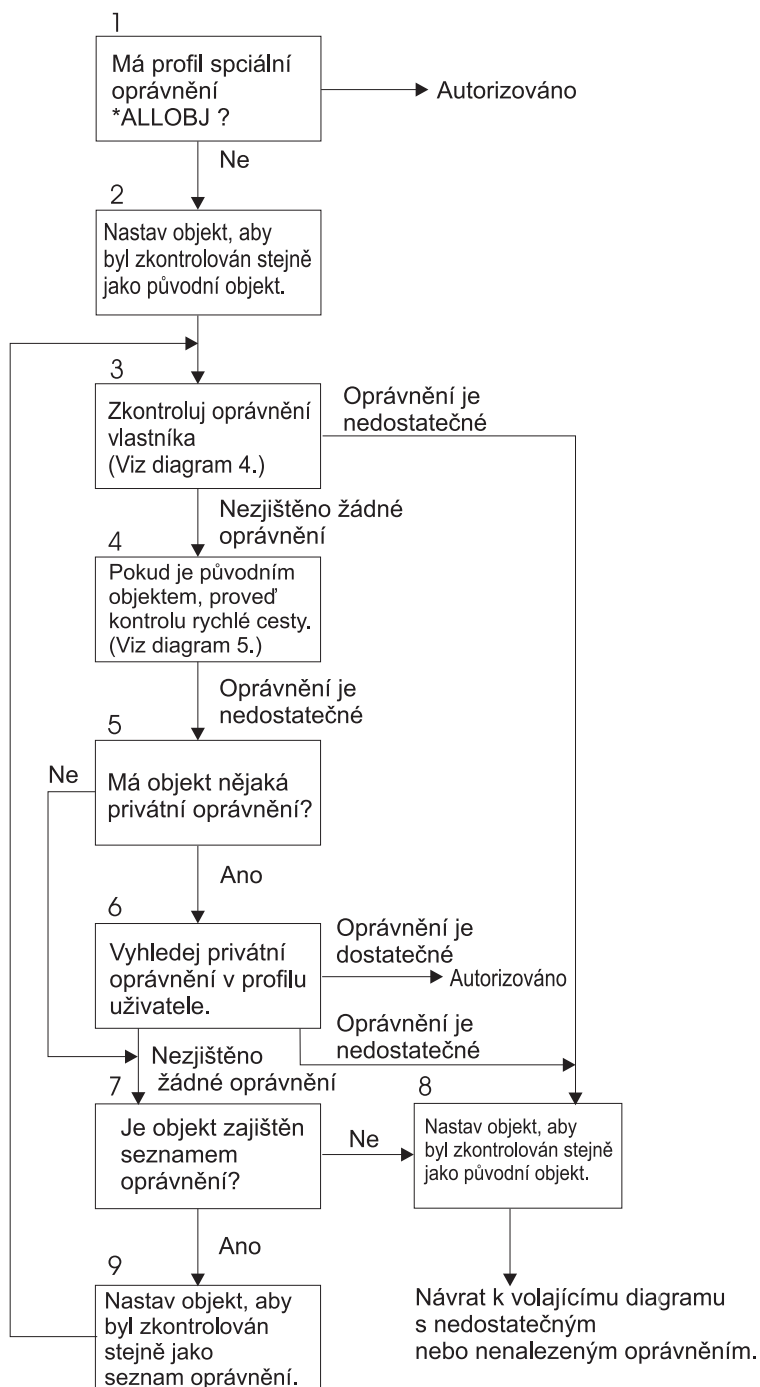 1
Má profil spciální
oprávnění
*ALLOBJ ?
Autorizováno
Ne
2
Nastav objekt, aby
byl zkontrolován stejně
jako původní objekt.
3
Zkontroluj oprávnění
vlastníka
(Viz diagram 4.)
Oprávnění je
nedostatečné
Nezjištěno žádné
oprávnění
4
Pokud je původním
objektem, proveď
kontrolu rychlé cesty.
(Viz diagram 5.)
Oprávnění je
nedostatečné
5
Ne
Má objekt nějaká
privátní oprávnění?
Ano
6
Vyhledej privátní
oprávnění v profilu
uživatele.
Oprávnění je
dostatečné
Autorizováno
Oprávnění je
nedostatečné
Nezjištěno
žádné oprávnění
7
Je objekt zajištěn
seznamem
oprávnění?
Ne
8
Nastav objekt, aby
byl zkontrolován stejně
jako původní objekt.
Ano
9
Nastav objekt, aby
byl zkontrolován
stejně jako
seznam oprávnění.
Návrat k volajícímu diagramu
s nedostatečným
nebo nenalezeným oprávněním.